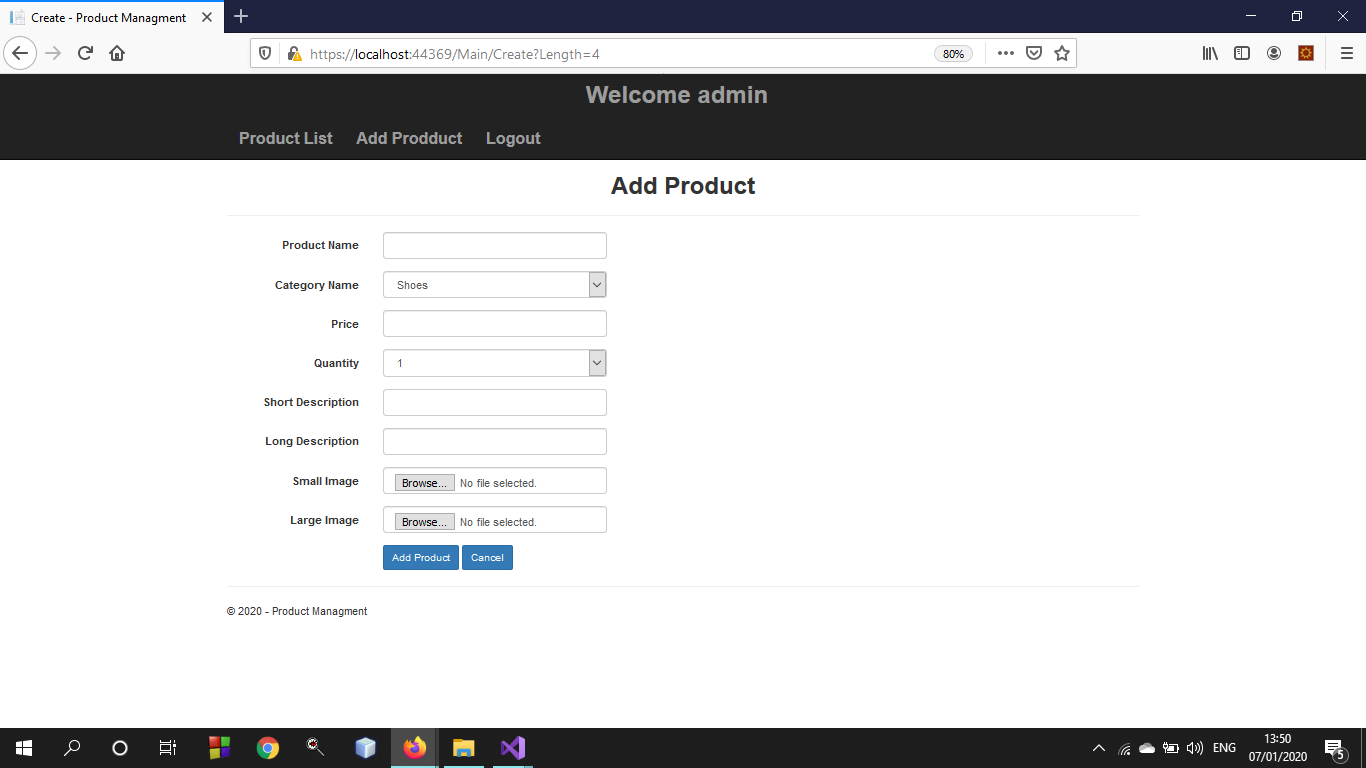 Create - Product Managment
https://localhost:44369/Main/Create?Length=4
80%
Welcome admin
Product List Add Prodduct Logout
Add Product
Product Name
Category Name Shoes
Price
Quantity 1
Short Description
Long Description
Small Image Browse... No file selected.
Large Image Browse... No file selected.
Add Product Cancel
© 2020 - Product Managment
ENG
13:50
07/01/2020
5